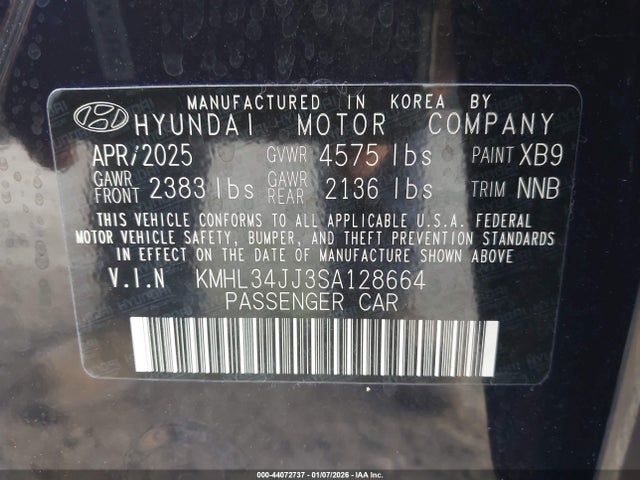 MANUFACTURED IN KOREA BY
HYUNDAI MOTOR COMPANY
APR/2025 GVWR 4575 lbs PAINT XB9
GAWR FRONT 2383 lbs GAWR REAR 2136 lbs TRIM NNB
THIS VEHICLE CONFORMS TO ALL APPLICABLE U.S.A. FEDERAL
MOTOR VEHICLE SAFETY, BUMPER, AND THEFT PREVENTION STANDARDS
IN EFFECT ON THE DATE OF MANUFACTURE SHOWN ABOVE
V.I.N KMHL34JJ3SA128664
PASSENGER CAR
000-44072737 - 01/07/2026 - IAA Inc.